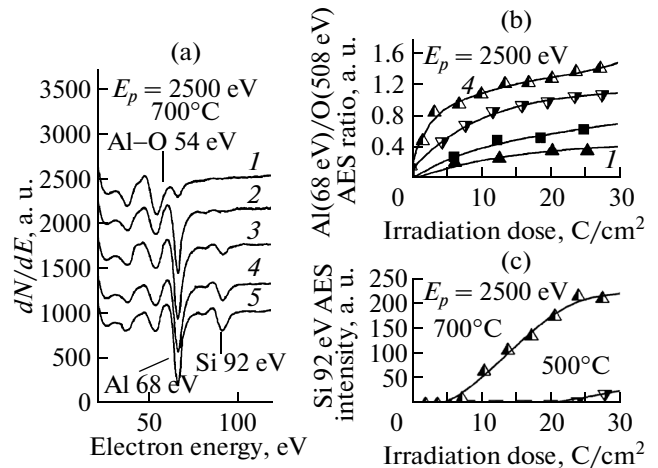 (a)
3500
3000
2500
2000
1500
1000
500
0
dN/dE, a. u.
E_p = 2500 eV
700°C
Al–O 54 eV
1
2
3
4
5
Al 68 eV
Si 92 eV
50
100
Electron energy, eV
(b)
Al(68 eV)/O(508 eV)
AES ratio, a. u.
1.6
1.2
0.8
0.4
E_p = 2500 eV
4
1
0
10
20
30
Irradiation dose, C/cm²
(c)
Si 92 eV AES
intensity, a. u.
250
200
150
100
50
E_p = 2500 eV
700°C
500°C
0
10
20
30
Irradiation dose, C/cm²